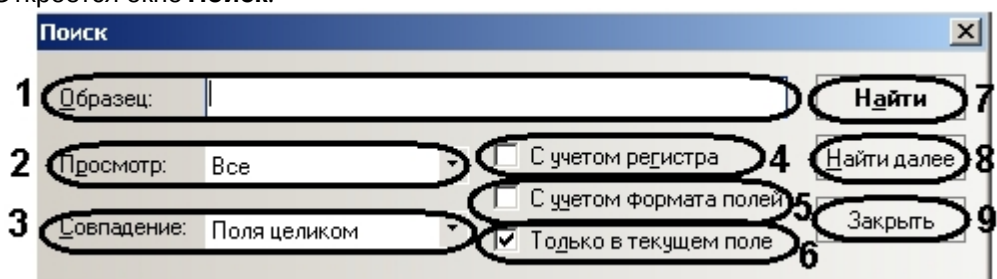 Откроется окно Поиск.
Поиск
1 Образец: Найти 7
2 Просмотр: Все С учетом регистра 4 Найти далее 8
С учетом формата полей 5
3 Совпадение: Поля целиком Закрыть 9
Только в текущем поле 6